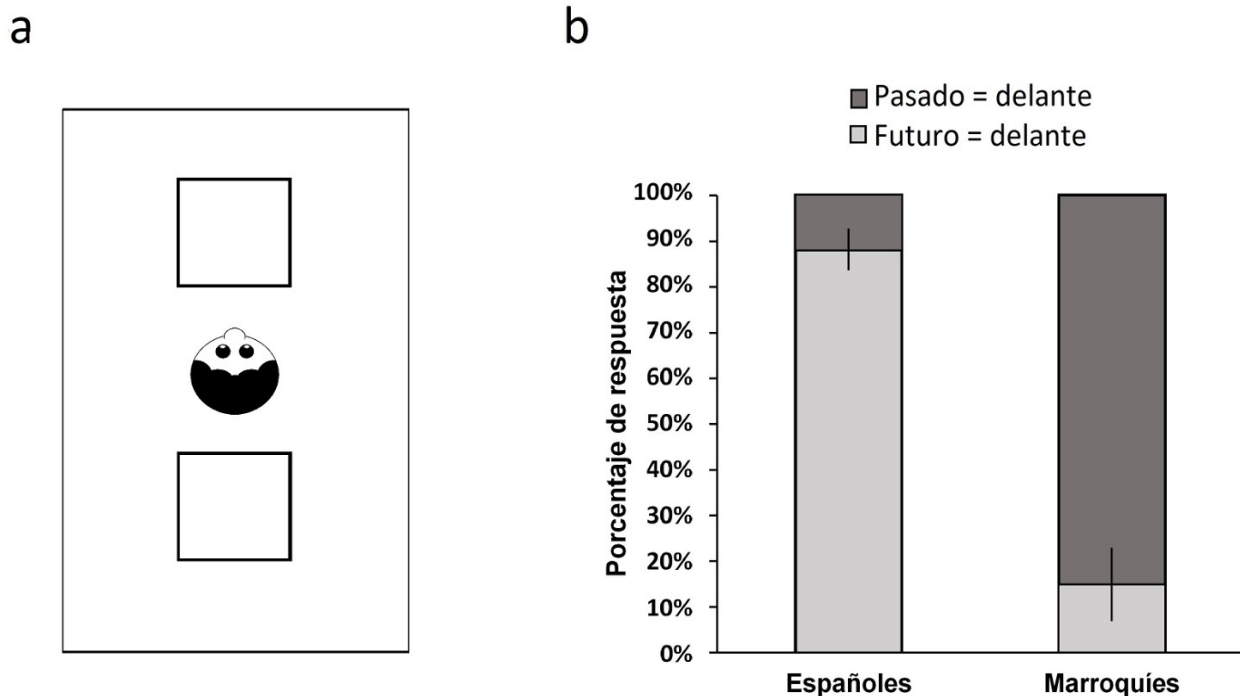 a
b
Pasado = delante
Futuro = delante
Porcentaje de respuesta
100%
90%
80%
70%
60%
50%
40%
30%
20%
10%
0%
Españoles
Marroquíes